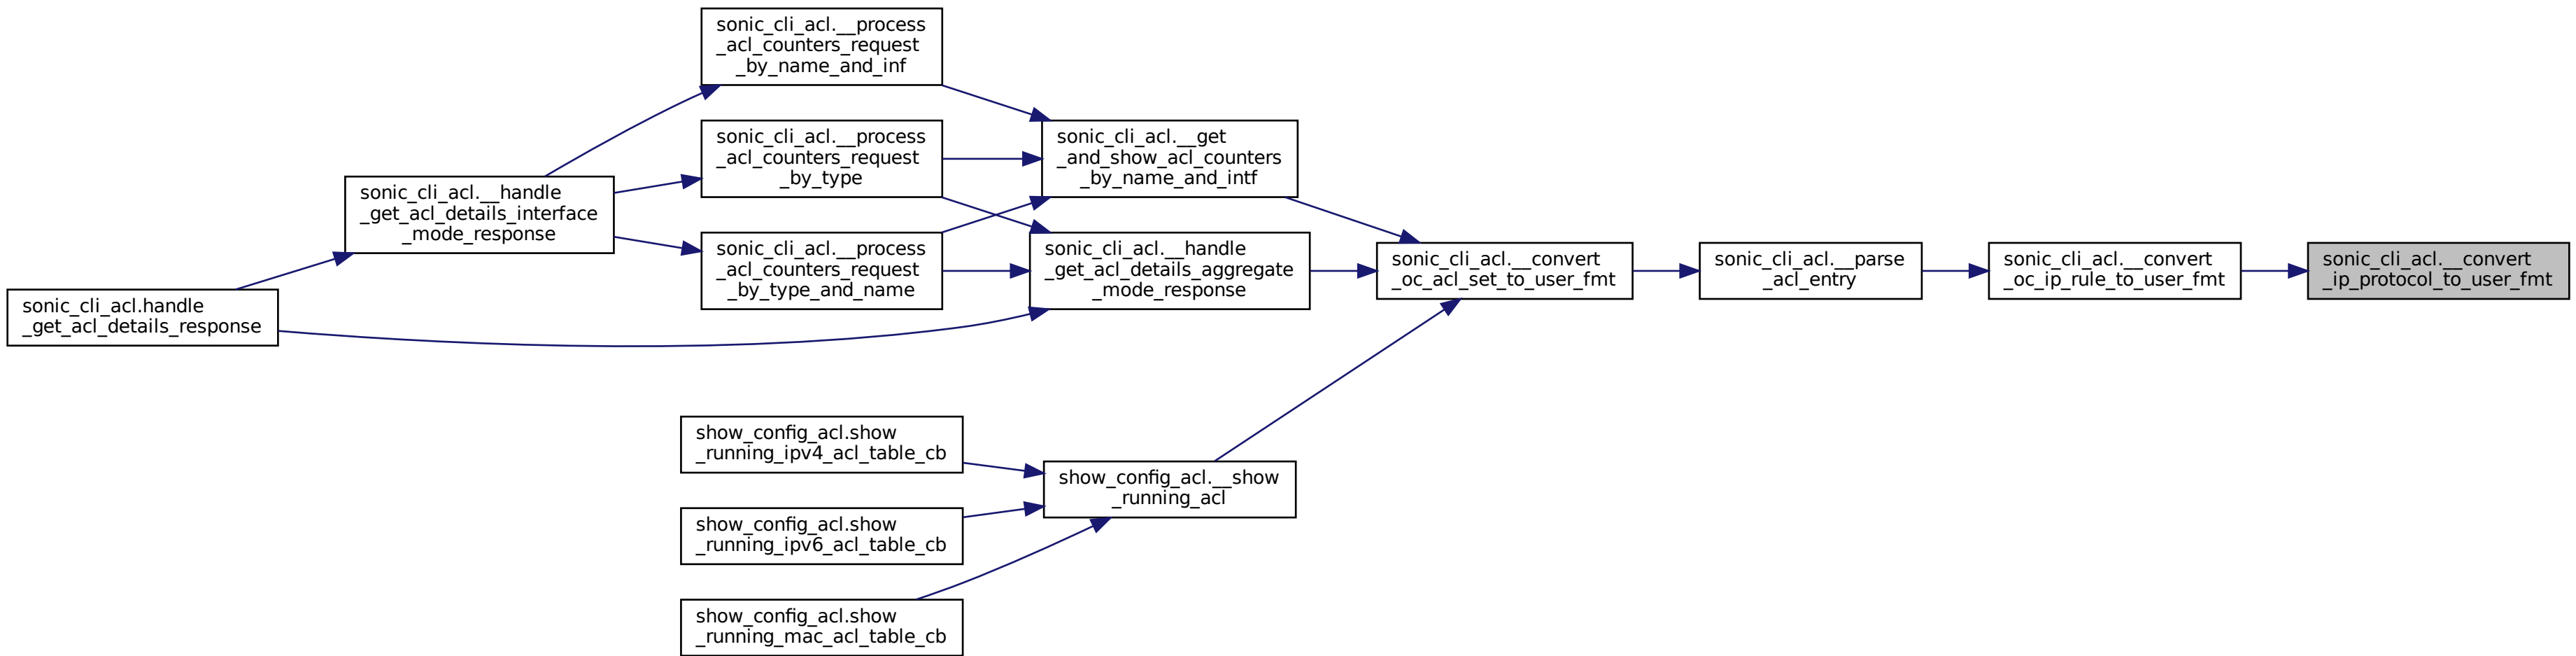 sonic_cli_acl.__process
_acl_counters_request
_by_name_and_inf
sonic_cli_acl.__process
_acl_counters_request
_by_type
sonic_cli_acl.__get
_and_show_acl_counters
_by_name_and_intf
sonic_cli_acl.__handle
_get_acl_details_interface
_mode_response
sonic_cli_acl.__process
_acl_counters_request
_by_type_and_name
sonic_cli_acl.__handle
_get_acl_details_aggregate
_mode_response
sonic_cli_acl.__convert
_oc_acl_set_to_user_fmt
sonic_cli_acl.__parse
_acl_entry
sonic_cli_acl.__convert
_oc_ip_rule_to_user_fmt
sonic_cli_acl.__convert
_ip_protocol_to_user_fmt
sonic_cli_acl.handle
_get_acl_details_response
show_config_acl.show
_running_ipv4_acl_table_cb
show_config_acl.__show
_running_acl
show_config_acl.show
_running_ipv6_acl_table_cb
show_config_acl.show
_running_mac_acl_table_cb